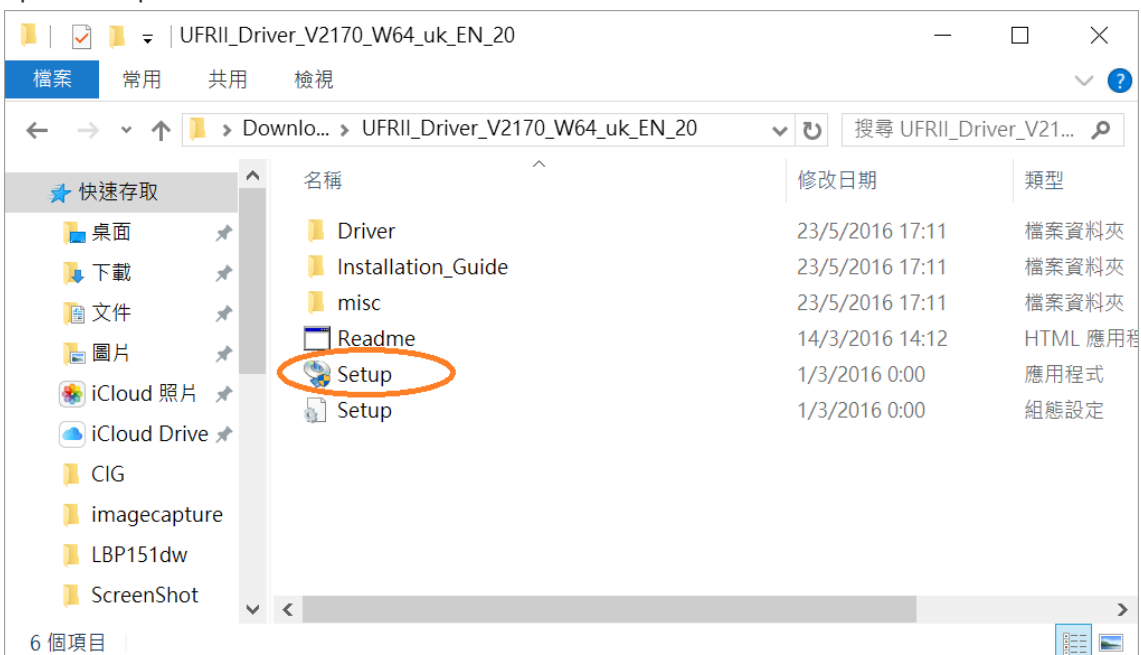 UFRII_Driver_V2170_W64_uk_EN_20
檔案 常用 共用 檢視
Downlo... UFRII_Driver_V2170_W64_uk_EN_20 搜尋 UFRII_Driver_V21...
名稱 修改日期 類型
快速存取
桌面
下載
文件
圖片
iCloud 照片
iCloud Drive
CIG
imagecapture
LBP151dw
ScreenShot
Driver 23/5/2016 17:11 檔案資料夾
Installation_Guide 23/5/2016 17:11 檔案資料夾
misc 23/5/2016 17:11 檔案資料夾
Readme 14/3/2016 14:12 HTML 應用程
Setup 1/3/2016 0:00 應用程式
Setup 1/3/2016 0:00 組態設定
6 個項目